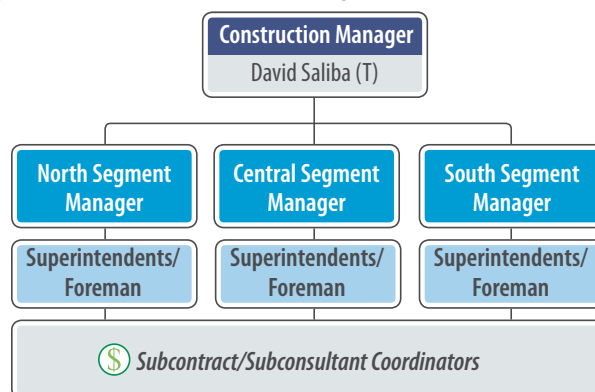 Construction Manager
David Saliba (T)
North Segment
Manager
Central Segment
Manager
South Segment
Manager
Superintendents/
Foreman
Superintendents/
Foreman
Superintendents/
Foreman
$ Subcontract/Subconsultant Coordinators